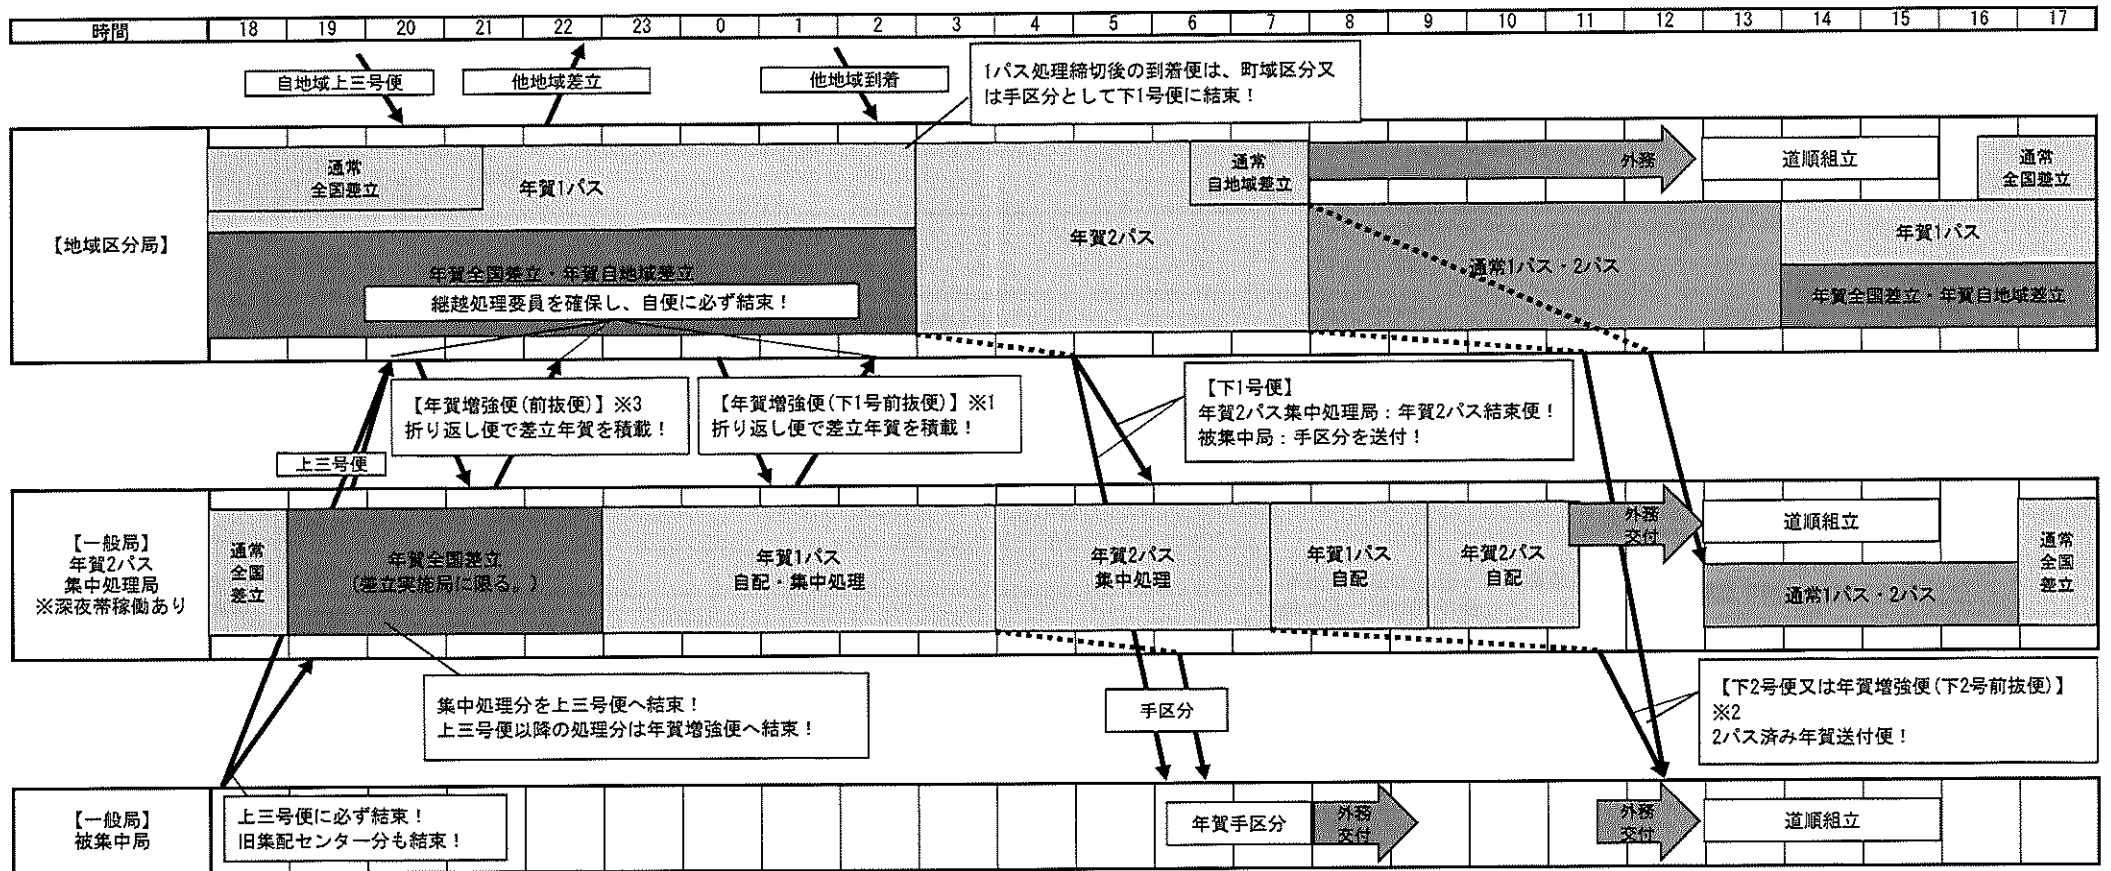 時間 18 19 20 21 22 23 0 1 2 3 4 5 6 7 8 9 10 11 12 13 14 15 16 17
自地域上三号便
他地域差立
他地域到着
1パス処理締切後の到着便は、町域区分又
は手区分として下1号便に結束!
【地域区分局】
通常
全国差立
年賀1パス
年賀全国差立・年賀自地域差立
継越処理要員を確保し、自便に必ず結束!
年賀2パス
通常
自地域差立
外務
道順組立
通常
全国差立
通常1パス・2パス
年賀1パス
年賀全国差立・年賀自地域差立
上三号便
【年賀増強便(前抜便)】※3
折り返し便で差立年賀を積載!
【年賀増強便(下1号前抜便)】※1
折り返し便で差立年賀を積載!
【下1号便】
年賀2パス集中処理局:年賀2パス結束便!
被集中局:手区分を送付!
【一般局】
年賀2パス
集中処理局
※深夜帯稼働あり
通常
全国
差立
年賀全国差立
(差立実施局に限る。)
年賀1パス
自配・集中処理
年賀2パス
集中処理
年賀1パス
自配
年賀2パス
自配
外務
交付
道順組立
通常1パス・2パス
通常
全国
差立
集中処理分を上三号便へ結束!
上三号便以降の処理分は年賀増強便へ結束!
手区分
【下2号便又は年賀増強便(下2号前抜便)】
※2
2パス済み年賀送付便!
【一般局】
被集中局
上三号便に必ず結束!
旧集配センター分も結束!
年賀手区分
外務
交付
外務
交付
道順組立